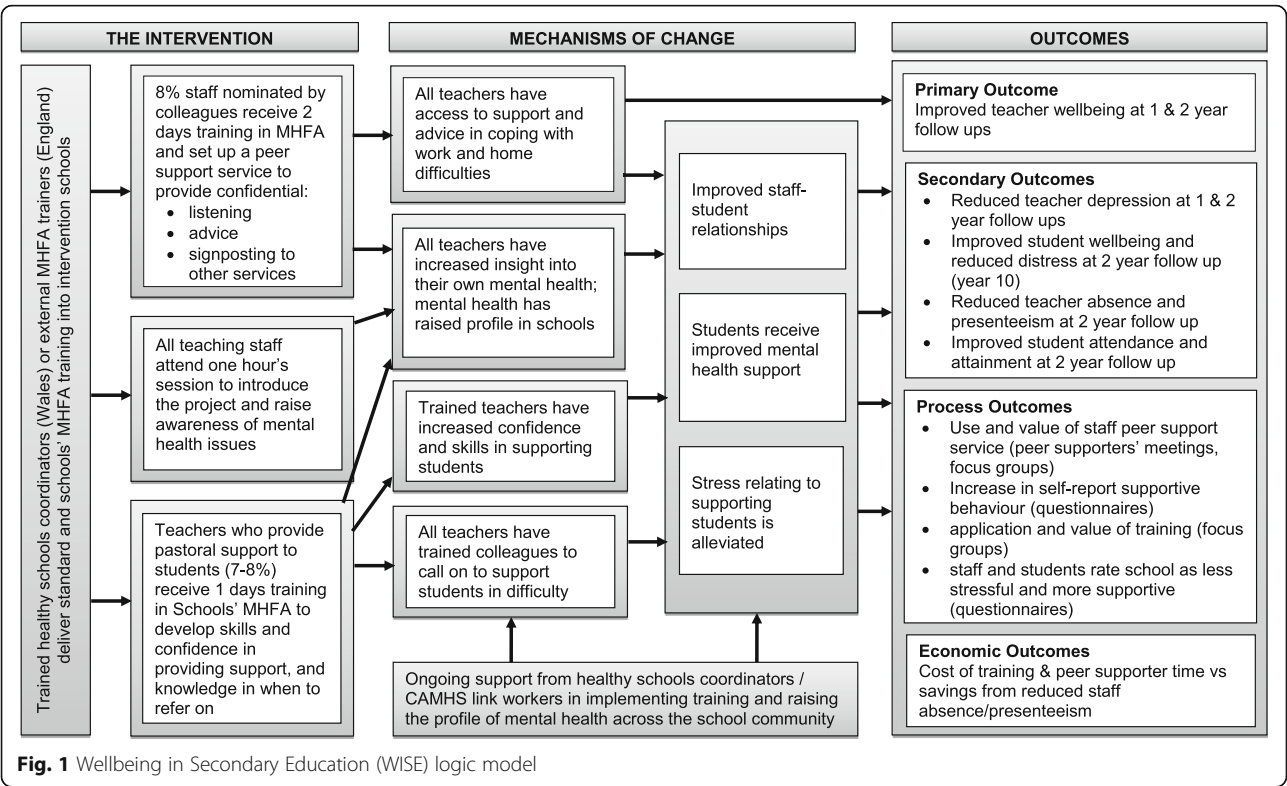 THE INTERVENTION
MECHANISMS OF CHANGE
OUTCOMES
Trained healthy schools coordinators (Wales) or external MHFA trainers (England)
deliver standard and schools' MHFA training into intervention schools
8% staff nominated by
colleagues receive 2
days training in MHFA
and set up a peer
support service to
provide confidential:
• listening
• advice
• signposting to
other services
All teaching staff
attend one hour's
session to introduce
the project and raise
awareness of mental
health issues
Teachers who provide
pastoral support to
students (7-8%)
receive 1 days training
in Schools' MHFA to
develop skills and
confidence in
providing support, and
knowledge in when to
refer on
All teachers have
access to support and
advice in coping with
work and home
difficulties
All teachers have
increased insight into
their own mental health;
mental health has
raised profile in schools
Trained teachers have
increased confidence
and skills in supporting
students
All teachers have
trained colleagues to
call on to support
students in difficulty
Improved staff-
student
relationships
Students receive
improved mental
health support
Stress relating to
supporting
students is
alleviated
Ongoing support from healthy schools coordinators /
CAMHS link workers in implementing training and raising
the profile of mental health across the school community
Primary Outcome
Improved teacher wellbeing at 1 & 2 year
follow ups
Secondary Outcomes
• Reduced teacher depression at 1 & 2
year follow ups
• Improved student wellbeing and
reduced distress at 2 year follow up
(year 10)
• Reduced teacher absence and
presenteeism at 2 year follow up
• Improved student attendance and
attainment at 2 year follow up
Process Outcomes
• Use and value of staff peer support
service (peer supporters' meetings,
focus groups)
• Increase in self-report supportive
behaviour (questionnaires)
• application and value of training (focus
groups)
• staff and students rate school as less
stressful and more supportive
(questionnaires)
Economic Outcomes
Cost of training & peer supporter time vs
savings from reduced staff
absence/presenteeism
Fig. 1 Wellbeing in Secondary Education (WISE) logic model